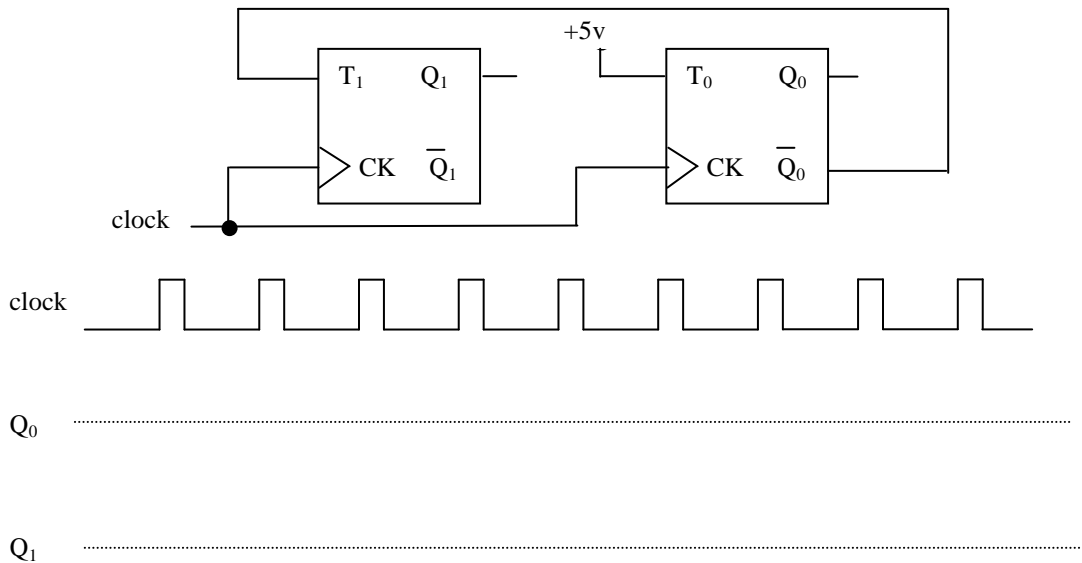 +5v
T₁ Q₁
T₀ Q₀
CK Q̅₁
CK Q̅₀
clock
clock
Q₀
Q₁